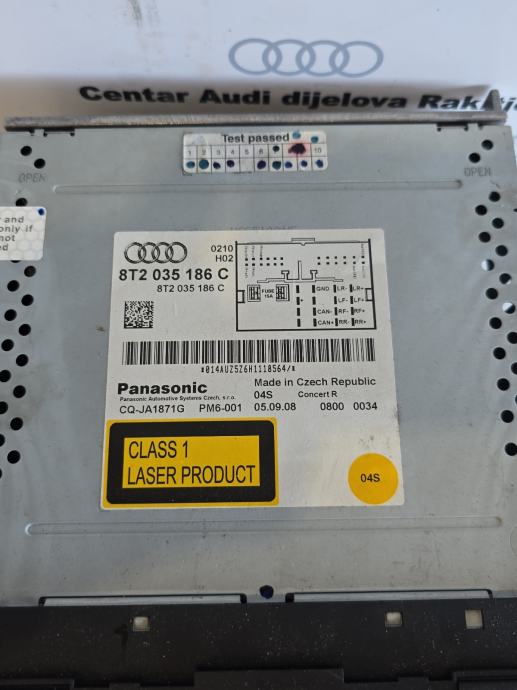 Centar Audi dijelova Rak
Test passed
1 2 3 4 5 6 8 10
OPEN
OPEN
y and
only if
not
ed
0210
H02
8T2 035 186 C
8T2 035 186 C
GND LR- LR+
FUSE
15A
+ LF- LF+
CAN- RF- RF+
CAN+ RR- RR+
*014AUZ5Z6H1118564/*
Panasonic
Panasonic Automotive Systems Czech, s.r.o.
Made in Czech Republic
04S Concert R
CQ-JA1871G PM6-001 05.09.08 0800 0034
CLASS 1
LASER PRODUCT
04S